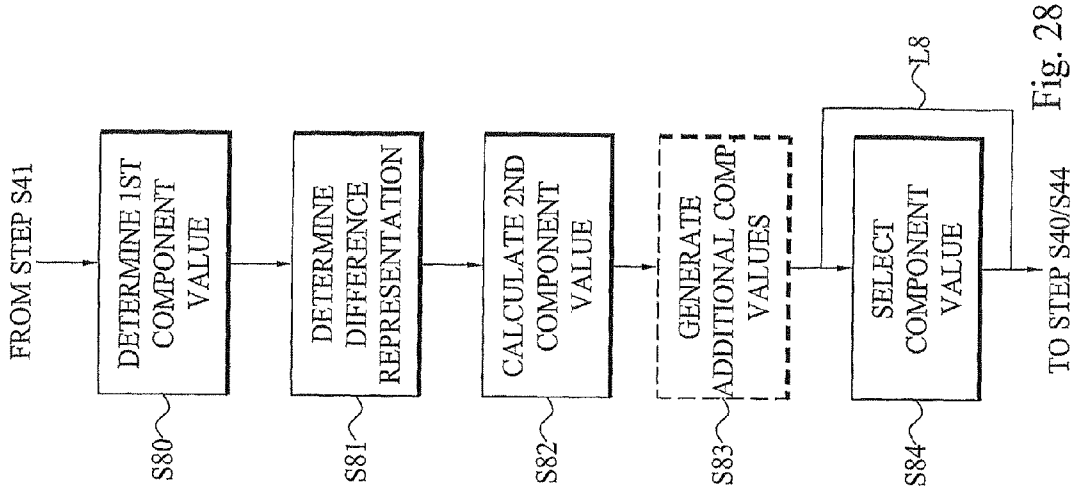 FROM STEP S41
DETERMINE 1ST
COMPONENT
VALUE
S80
DETERMINE
DIFFERENCE
REPRESENTATION
S81
CALCULATE 2ND
COMPONENT
VALUE
S82
GENERATE
ADDITIONAL COMP
VALUES
S83
SELECT
COMPONENT
VALUE
S84
L8
TO STEP S40/S44
Fig. 28